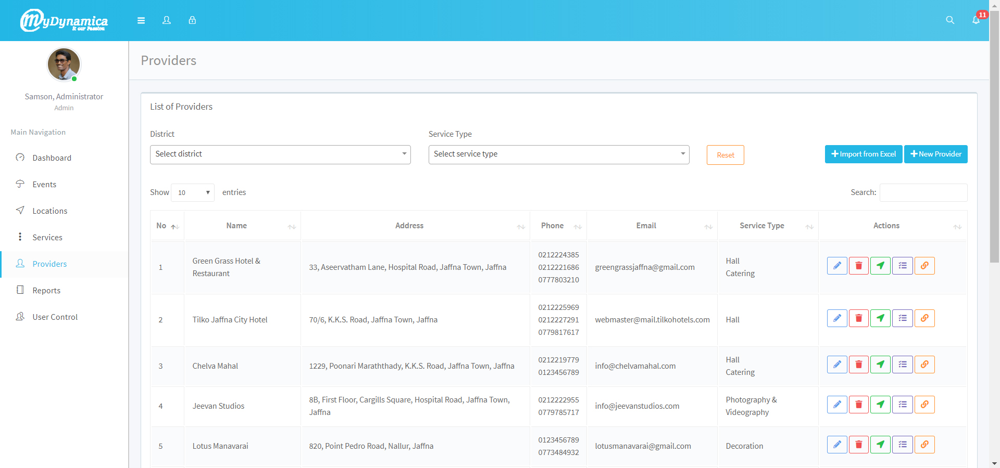 MyDynamica
it our Passion
11
Samson, Administrator
Admin
Main Navigation
Dashboard
Events
Locations
Services
Providers
Reports
User Control
Providers
List of Providers
District
Service Type
Select district
Select service type
Reset
Import from Excel
New Provider
Show 10 entries
Search:
No Name Address Phone Email Service Type Actions
1
Green Grass Hotel &
Restaurant
33, Aseervatham Lane, Hospital Road, Jaffna Town, Jaffna
0212224385
0212221686
0777803210
greengrassjaffna@gmail.com
Hall
Catering
2
Tilko Jaffna City Hotel
70/6, K.K.S. Road, Jaffna Town, Jaffna
0212225969
0212227291
0779817617
webmaster@mail.tilkohotels.com
Hall
3
Chelva Mahal
1229, Poonari Maraththady, K.K.S. Road, Jaffna Town, Jaffna
0212219779
0123456789
info@chelvamahal.com
Hall
Catering
4
Jeevan Studios
8B, First Floor, Cargills Square, Hospital Road, Jaffna Town,
Jaffna
0212222955
0779785717
info@jeevanstudios.com
Photography &
Videography
5
Lotus Manavarai
820, Point Pedro Road, Nallur, Jaffna
0123456789
0773484932
lotusmanavarai@gmail.com
Decoration